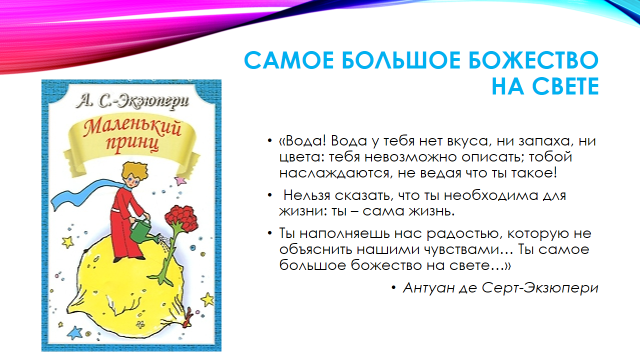 САМОЕ БОЛЬШОЕ БОЖЕСТВО
НА СВЕТЕ
А. С.-Экзюпери
Маленький
принц
• «Вода! Вода у тебя нет вкуса, ни запаха, ни
цвета: тебя невозможно описать; тобой
наслаждаются, не ведая что ты такое!
• Нельзя сказать, что ты необходима для
жизни: ты – сама жизнь.
• Ты наполняешь нас радостью, которую не
объяснить нашими чувствами… Ты самое
большое божество на свете…»
• Антуан де Серт-Экзюпери